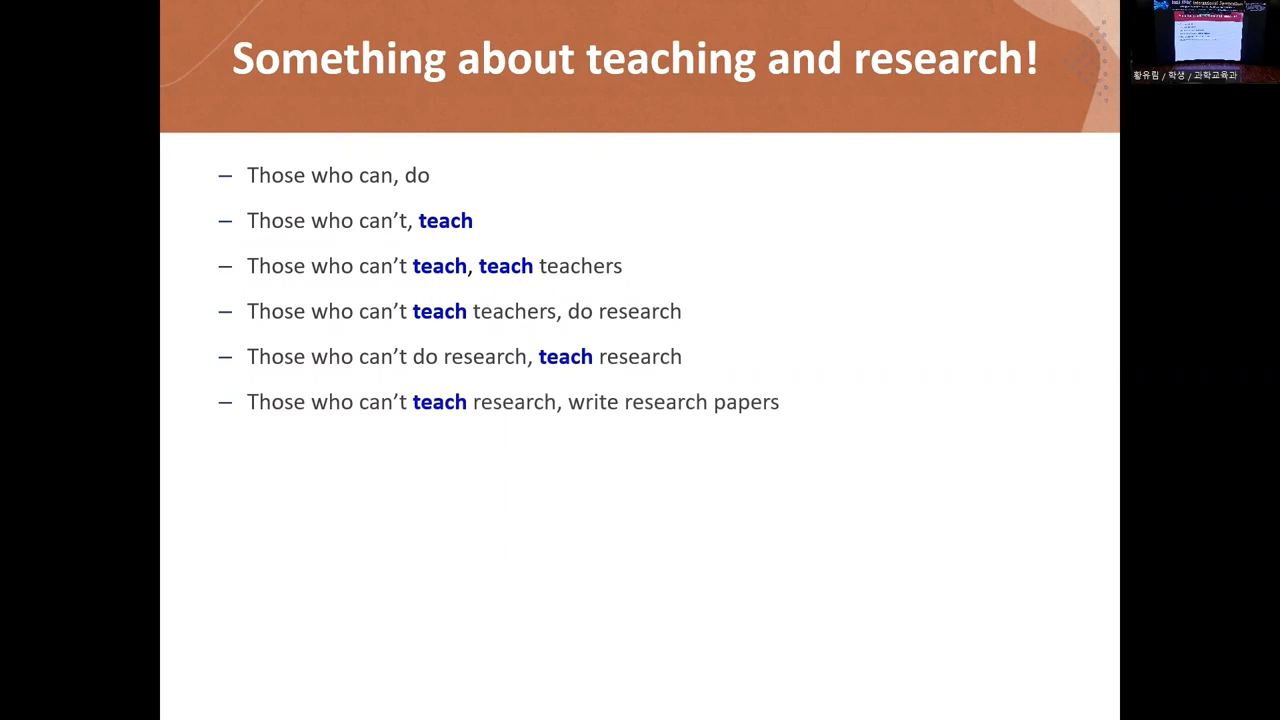 Something about teaching and research!
– Those who can, do
– Those who can’t, teach
– Those who can’t teach, teach teachers
– Those who can’t teach teachers, do research
– Those who can’t do research, teach research
– Those who can’t teach research, write research papers
International Symposium
황유림 / 학생 / 과학교육과